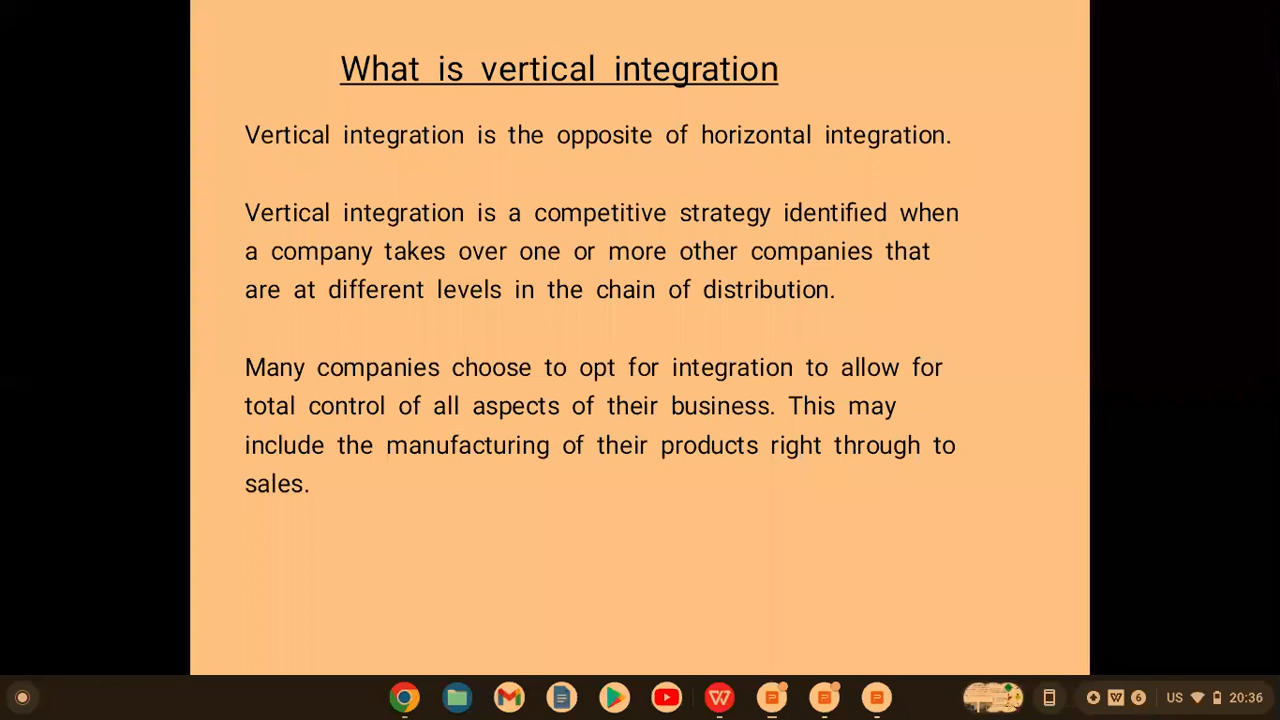 What is vertical integration
Vertical integration is the opposite of horizontal integration.
Vertical integration is a competitive strategy identified when
a company takes over one or more other companies that
are at different levels in the chain of distribution.
Many companies choose to opt for integration to allow for
total control of all aspects of their business. This may
include the manufacturing of their products right through to
sales.
6 US 20:36